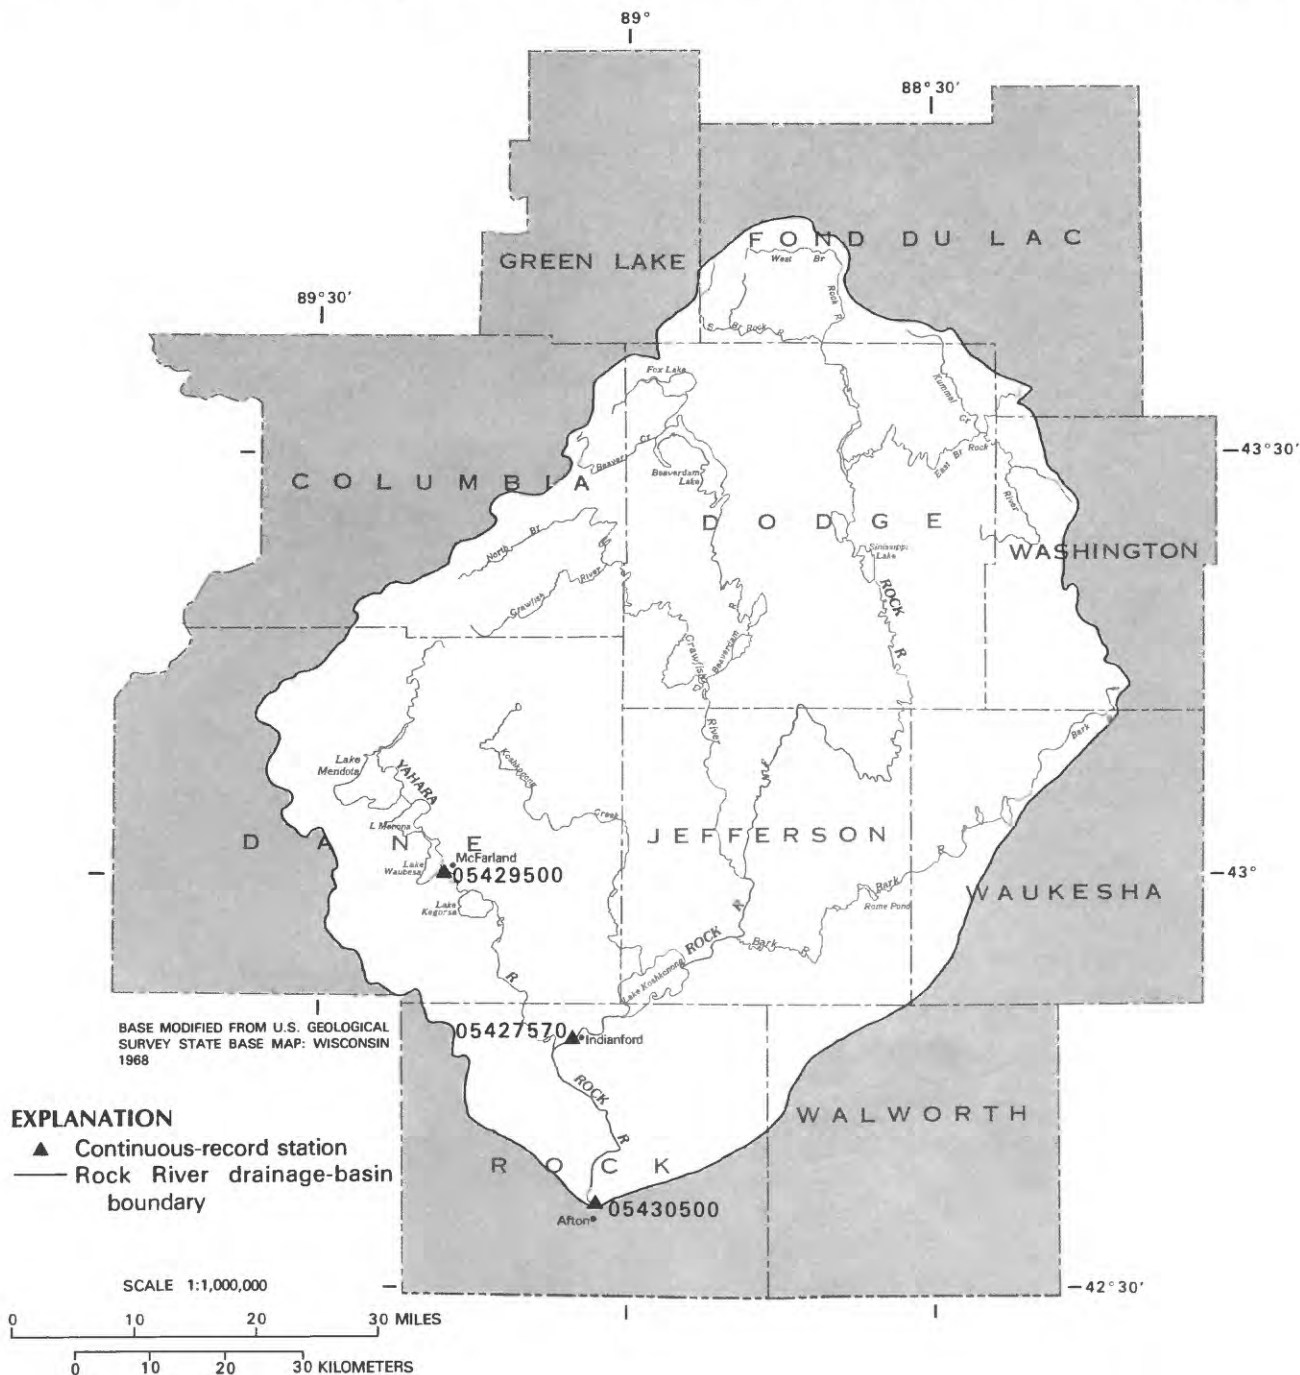 89°
88°30'
FOND DU LAC
GREEN LAKE
West Br
Rock R
89°30'
E Br Rock R
Fox Lake
Kummel Cr
43°30'
COLUMBIA
Beaver Cr
Beaverdam
Lake
East Br Rock
River
DODGE
North Br
Sinissippi
Lake
WASHINGTON
Crawfish River
ROCK R
Beaverdam R
Crawfish
River
Lake
Mendota
YAHARA
Koshkonong
Creek
Bark
L Monona
JEFFERSON
DANE
McFarland
Lake
Waubesa
05429500
Bark R
43°
WAUKESHA
Rome Pond
Lake
Kegonsa
R
ROCK R
Bark R
R
Lake Koshkonong
BASE MODIFIED FROM U.S. GEOLOGICAL
SURVEY STATE BASE MAP: WISCONSIN
1968
05427570
Indianford
ROCK
R
WALWORTH
EXPLANATION
Continuous-record station
Rock River drainage-basin
boundary
ROCK
05430500
Afton
SCALE 1:1,000,000
42°30'
0 10 20 30 MILES
0 10 20 30 KILOMETERS